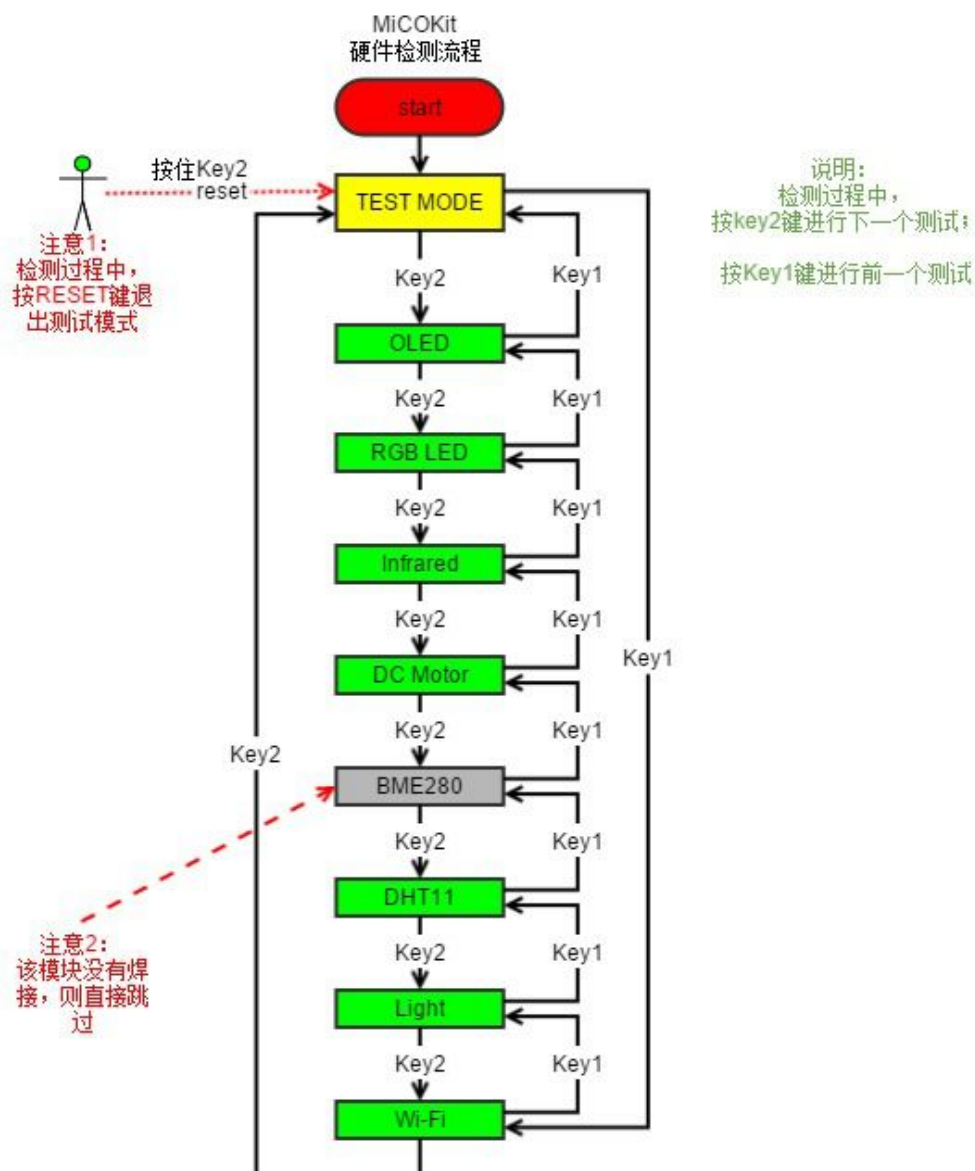 MiCOKit
硬件检测流程
start
按住Key2
reset
TEST MODE
说明：
检测过程中，
按key2键进行下一个测试；
按Key1键进行前一个测试
注意1：
检测过程中，
按RESET键退
出测试模式
Key2
Key1
OLED
Key2
Key1
RGB LED
Key2
Key1
Infrared
Key2
Key1
Key1
DC Motor
Key2
Key1
Key2
BME280
Key2
Key1
DHT11
注意2：
该模块没有焊
接，则直接跳
过
Key2
Key1
Light
Key2
Key1
Wi-Fi